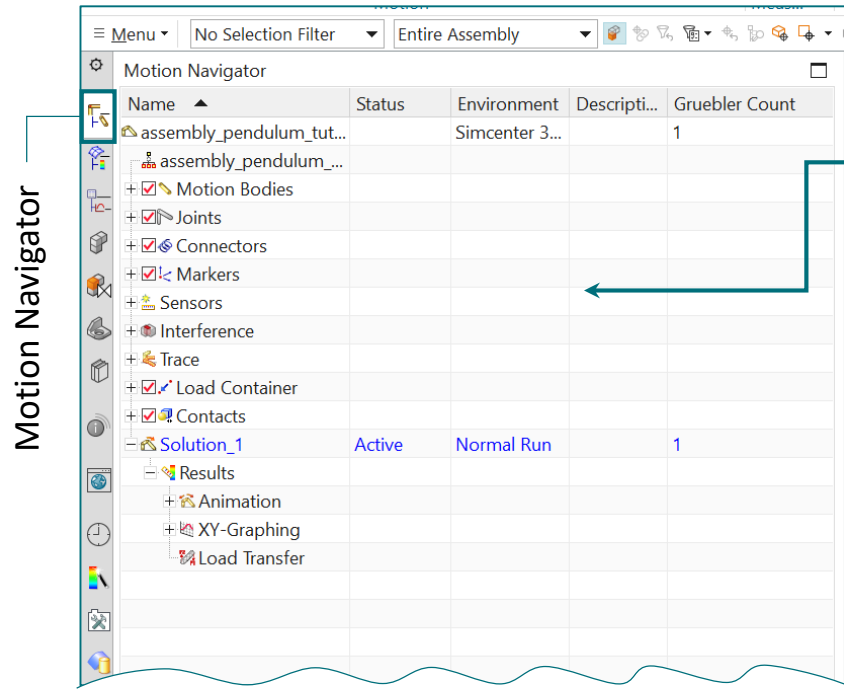 Menu No Selection Filter Entire Assembly
Motion Navigator
Name Status Environment Descripti... Gruebler Count
assembly_pendulum_tut... Simcenter 3... 1
assembly_pendulum_...
Motion Bodies
Joints
Connectors
Markers
Sensors
Interference
Trace
Load Container
Contacts
Solution_1 Active Normal Run 1
Results
Animation
XY-Graphing
Load Transfer
Motion Navigator